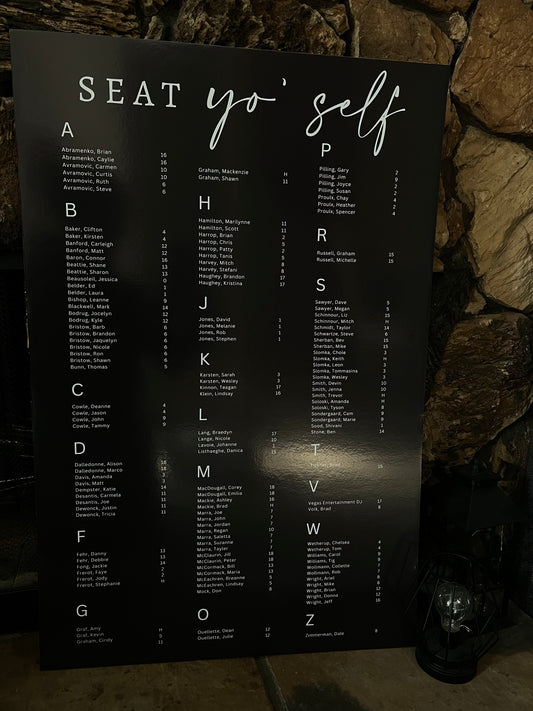 SEAT yo' self
A
Abramenko, Brian 16
Abramenko, Caylie 16
Avramovic, Carmen 10
Avramovic, Curtis 10
Avramovic, Ruth 6
Avramovic, Steve 6
B
Baker, Clifton 4
Baker, Kirsten 4
Banford, Carleigh 12
Banford, Matt 12
Baron, Connor 16
Beattie, Shane 13
Beattie, Sharon 13
Beausoleil, Jessica 0
Belder, Ed 1
Belder, Laura 1
Bishop, Leanne 9
Blackwell, Mark 14
Bodrug, Jocelyn 12
Bodrug, Kyle 12
Bristow, Barb 6
Bristow, Brandon 6
Bristow, Jaquelyn 6
Bristow, Nicole 6
Bristow, Ron 6
Bristow, Shawn 6
Bunn, Thomas 5
C
Cowle, Deanne 4
Cowle, Jason 4
Cowle, John 9
Cowle, Tammy 9
D
Dalledonne, Alison 18
Dalledonne, Marco 18
Davis, Amanda 3
Davis, Matt 3
Dempster, Katie 14
Desantis, Carmela 11
Desantis, Joe 11
Dewonck, Justin 11
Dewonck, Tricia 11
F
Fehr, Danny 13
Fehr, Debbie 13
Fong, Jackie 14
Frerot, Faye 2
Frerot, Jody 2
Frerot, Stephanie H
G
Graf, Amy H
Graf, Kevin 5
Graham, Cindy 11
Graham, Mackenzie H
Graham, Shawn 11
H
Hamilton, Marilynne 11
Hamilton, Scott 11
Harrop, Brian 2
Harrop, Chris 5
Harrop, Patty 2
Harrop, Tanis 5
Harvey, Mitch 8
Harvey, Stefani 8
Haughey, Brandon 17
Haughey, Kristina 17
J
Jones, David 1
Jones, Melanie 1
Jones, Rob 1
Jones, Stephen 1
K
Karsten, Sarah 3
Karsten, Wesley 3
Kinnon, Teagan 17
Klein, Lindsay 16
L
Lang, Braedyn 17
Lange, Nicole 10
Lavoie, Johanne 1
Listhaeghe, Danica 15
M
MacDougall, Corey 18
MacDougall, Emilia 18
Mackie, Ashley 16
Mackie, Brad H
Marra, Joe 7
Marra, John 7
Marra, Jordan 7
Marra, Regan 10
Marra, Saletta 7
Marra, Suzanne 7
Marra, Tayler 7
McClaurin, Jill 18
McClaurin, Peter 18
McCormack, Bill 13
McCormack, Maria 13
McEachren, Breanne 5
McEachren, Lindsay 5
Mock, Don 8
O
Ouellette, Dean 12
Ouellette, Julie 12
P
Pilling, Gary 2
Pilling, Jim 9
Pilling, Joyce 2
Pilling, Susan 2
Proulx, Chay 4
Proulx, Heather 2
Proulx, Spencer 4
R
Russell, Graham 15
Russell, Michelle 15
S
Sawyer, Dave 5
Sawyer, Megan 5
Schinnour, Liz 15
Schinnour, Mitch H
Schmidt, Taylor 14
Schwartze, Steve 6
Sherban, Bev 15
Sherban, Mike 15
Slomka, Chole 3
Slomka, Keith H
Slomka, Leon 3
Slomka, Tommasina 3
Slomka, Wesley 3
Smith, Devin 10
Smith, Jenna 10
Smith, Trevor H
Soloski, Amanda H
Soloski, Tyson 8
Sondergaard, Cam 9
Sondergaard, Marie 9
Sood, Shivani 1
Stone, Ben 14
T
V
Vegas Entertainment DJ 17
Volk, Brad 8
W
Wetherup, Chelsea 4
Wetherup, Tom 4
Williams, Carol 9
Williams, Tig 9
Wollmann, Collette 7
Wollmann, Rob 7
Wright, Ariel 8
Wright, Mike 6
Wright, Brian 12
Wright, Donna 12
Wright, Jeff 16
Z
Zimmerman, Dale 8